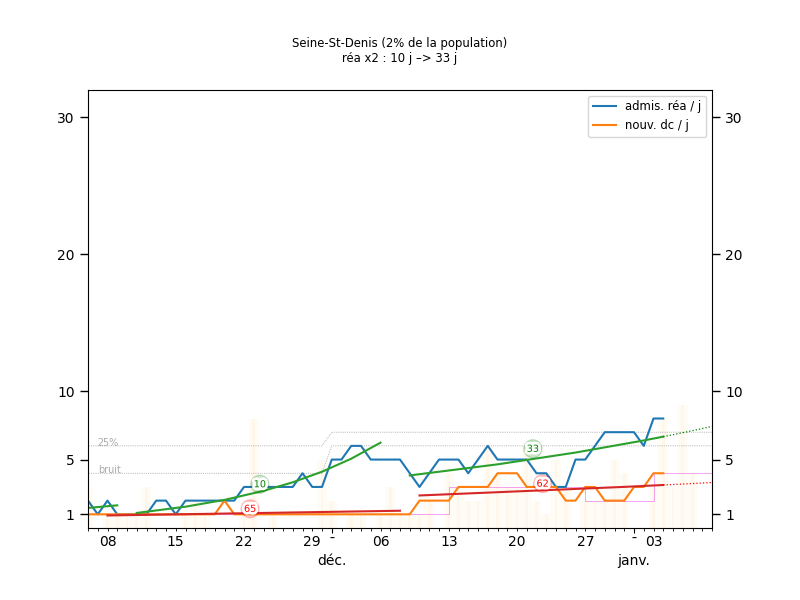 Seine-St-Denis (2% de la population)
réa x2 : 10 j –> 33 j
admis. réa / j
nouv. dc / j
30 30
20 20
10 10
5 5
1 1
25%
bruit
10
65
33
62
08 15 22 29 - 06 13 20 27 - 03
déc. janv.